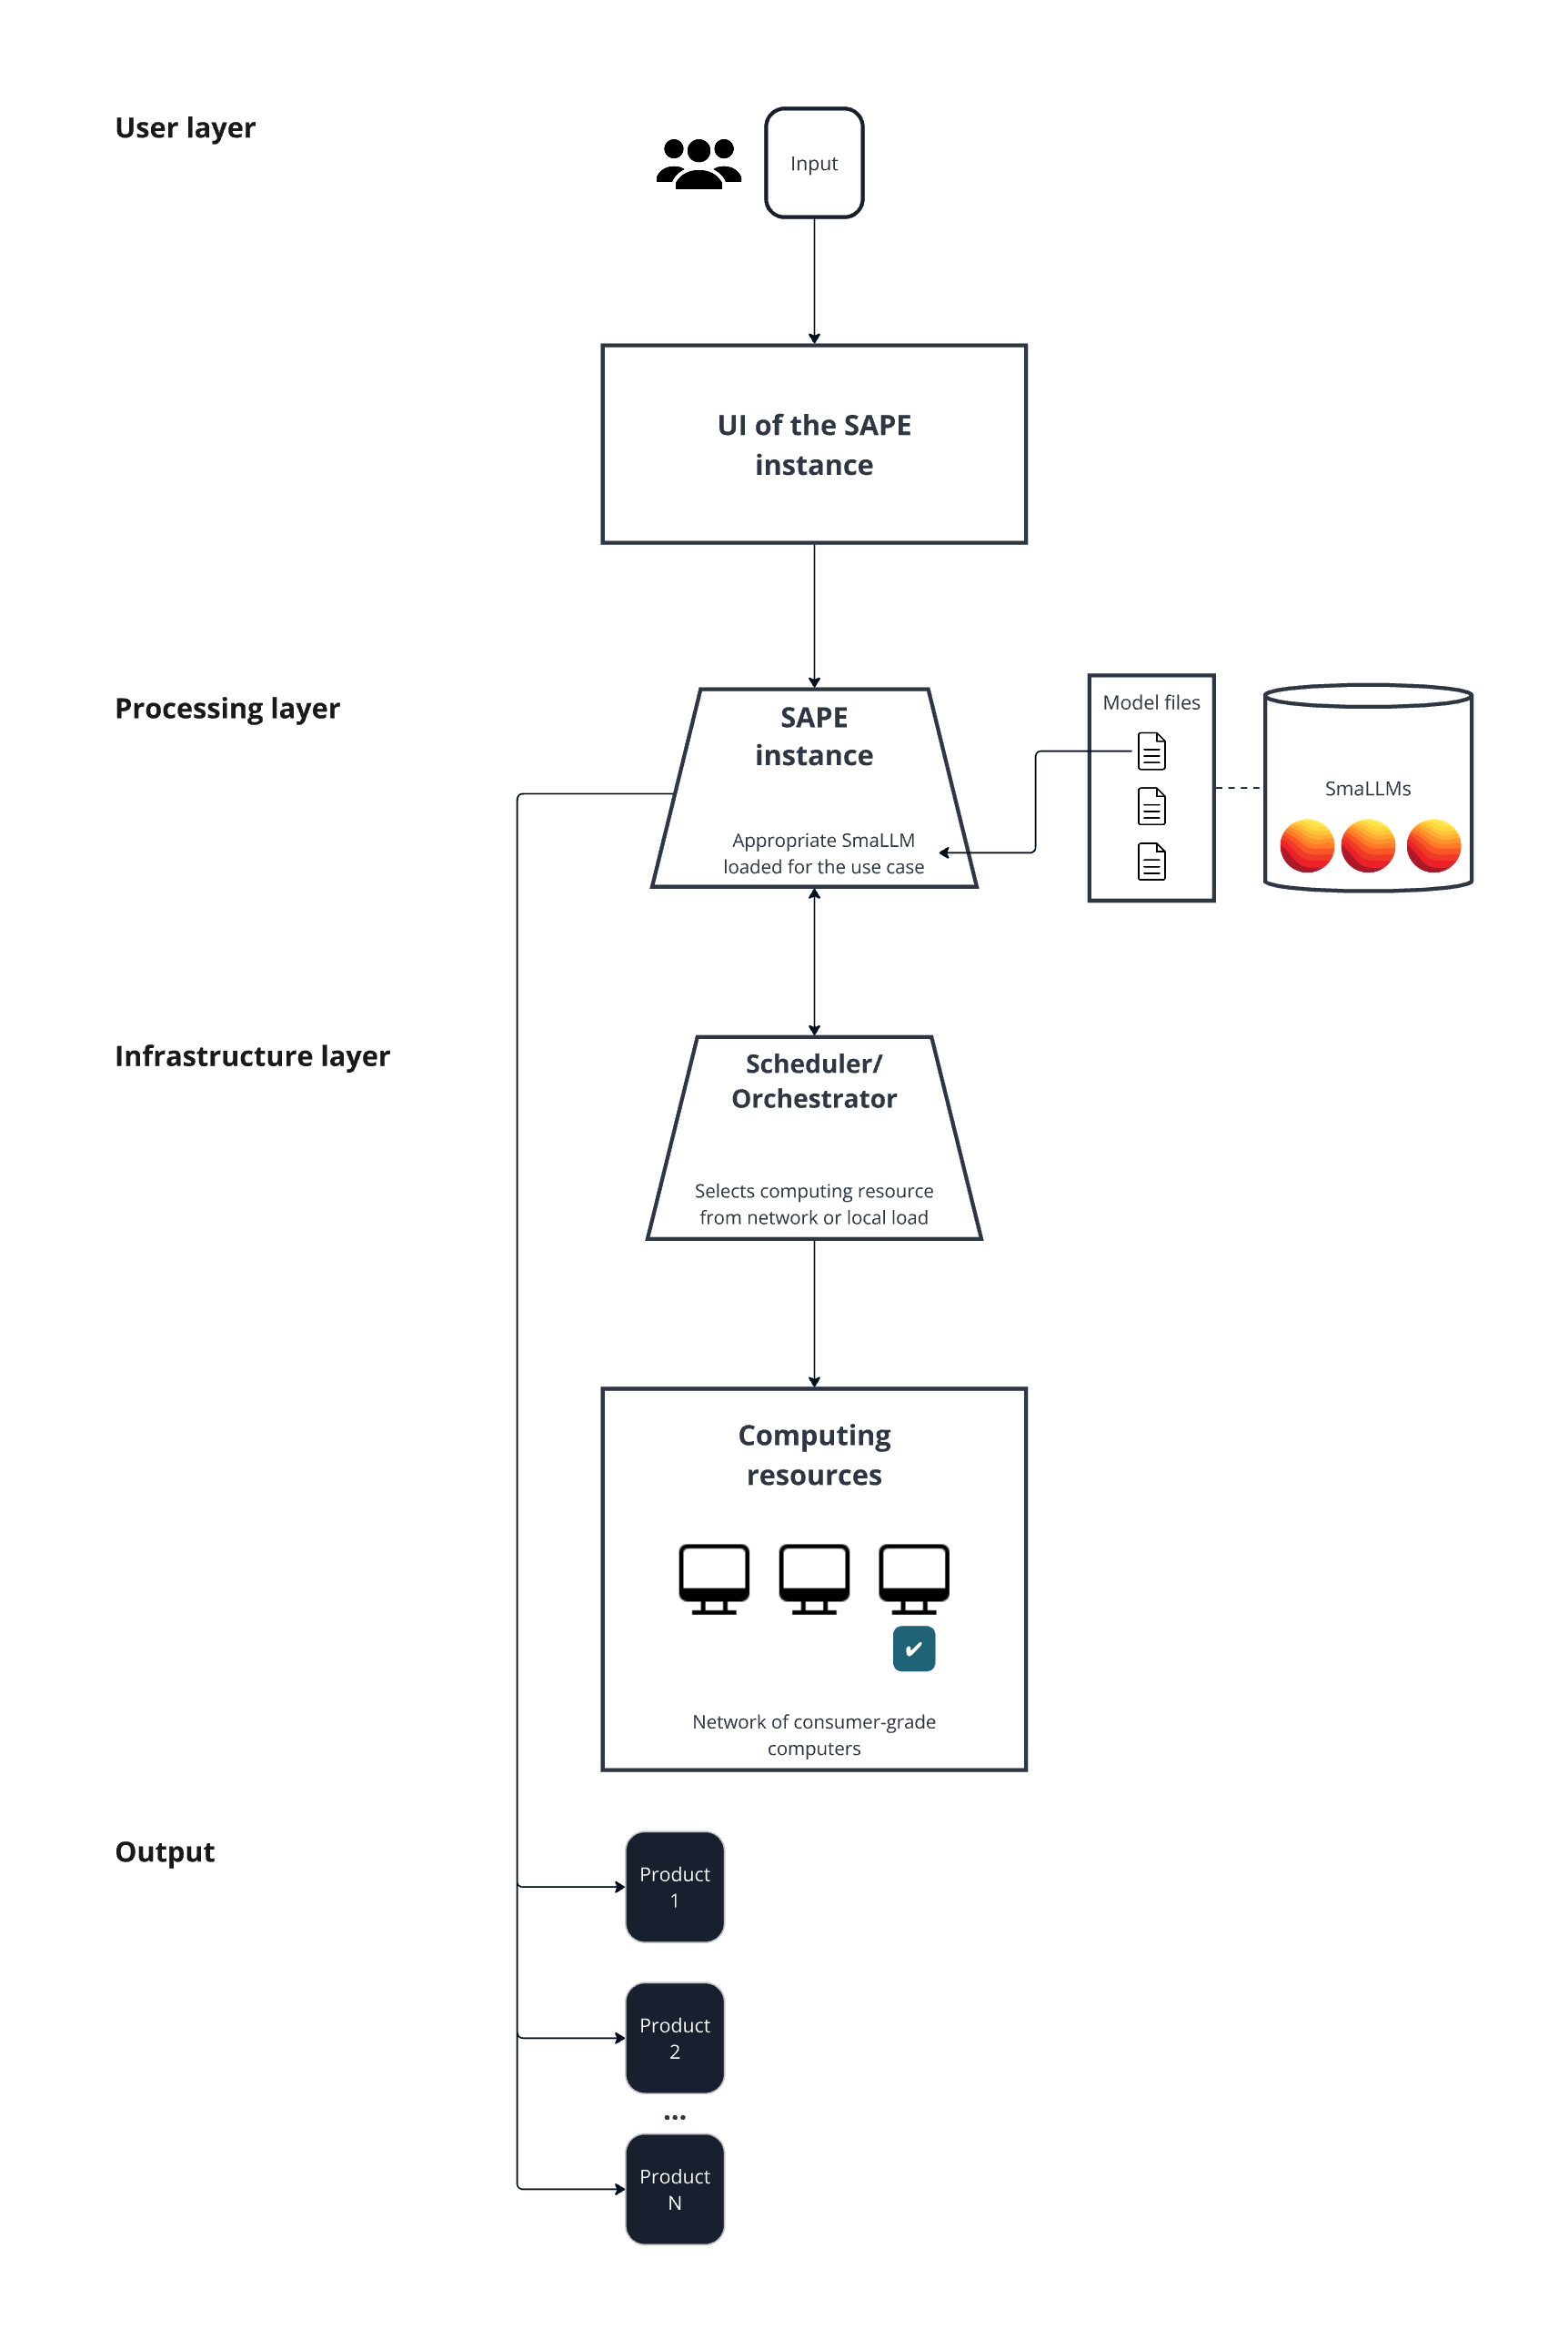 User layer
Input
UI of the SAPE
instance
Processing layer
SAPE
instance
Appropriate SmaLLM
loaded for the use case
Model files
SmaLLMs
Infrastructure layer
Scheduler/
Orchestrator
Selects computing resource
from network or local load
Computing
resources
Network of consumer-grade
computers
Output
Product
1
Product
2
...
Product
N